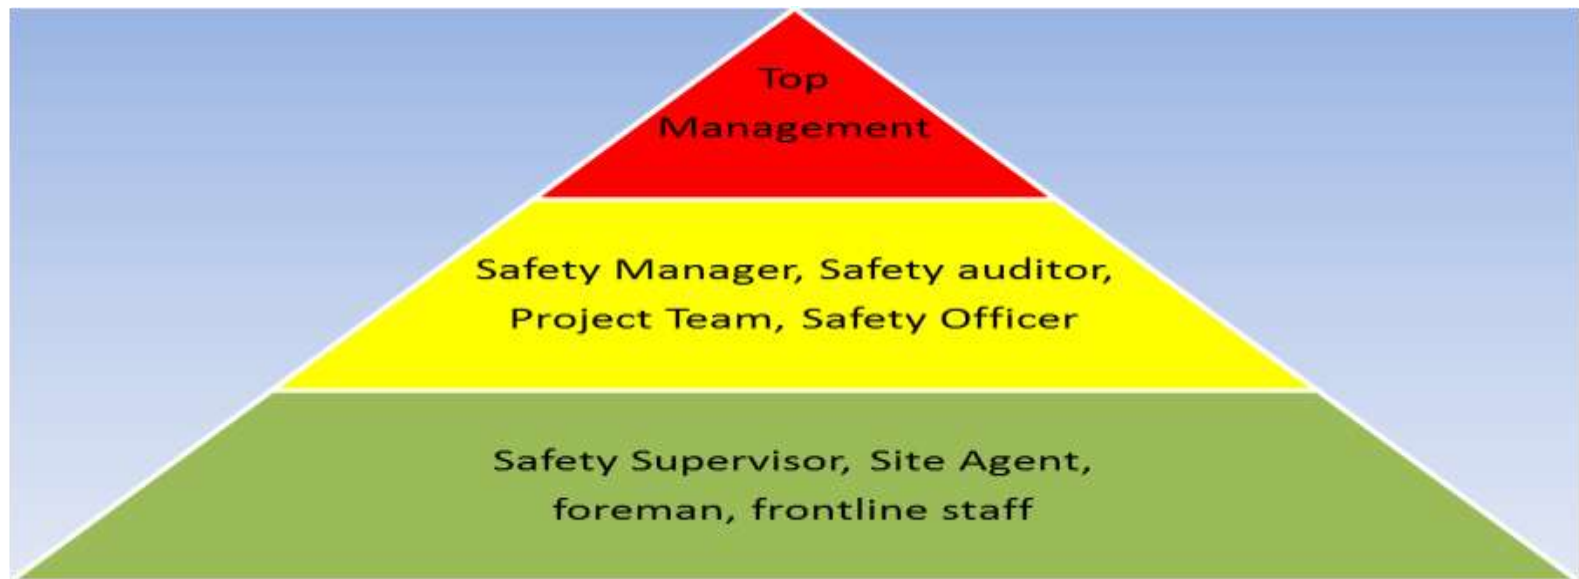 Top
Management
Safety Manager, Safety auditor,
Project Team, Safety Officer
Safety Supervisor, Site Agent,
foreman, frontline staff